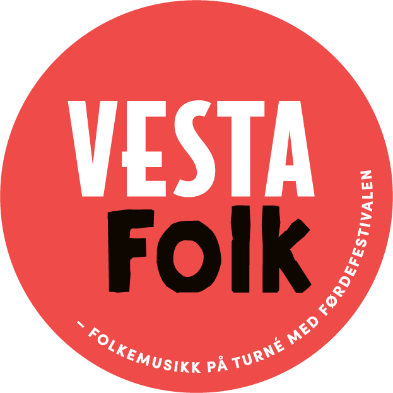 VESTA
Folk
– FOLKEMUSIKK PÅ TURNÉ MED FØRDEFESTIVALEN